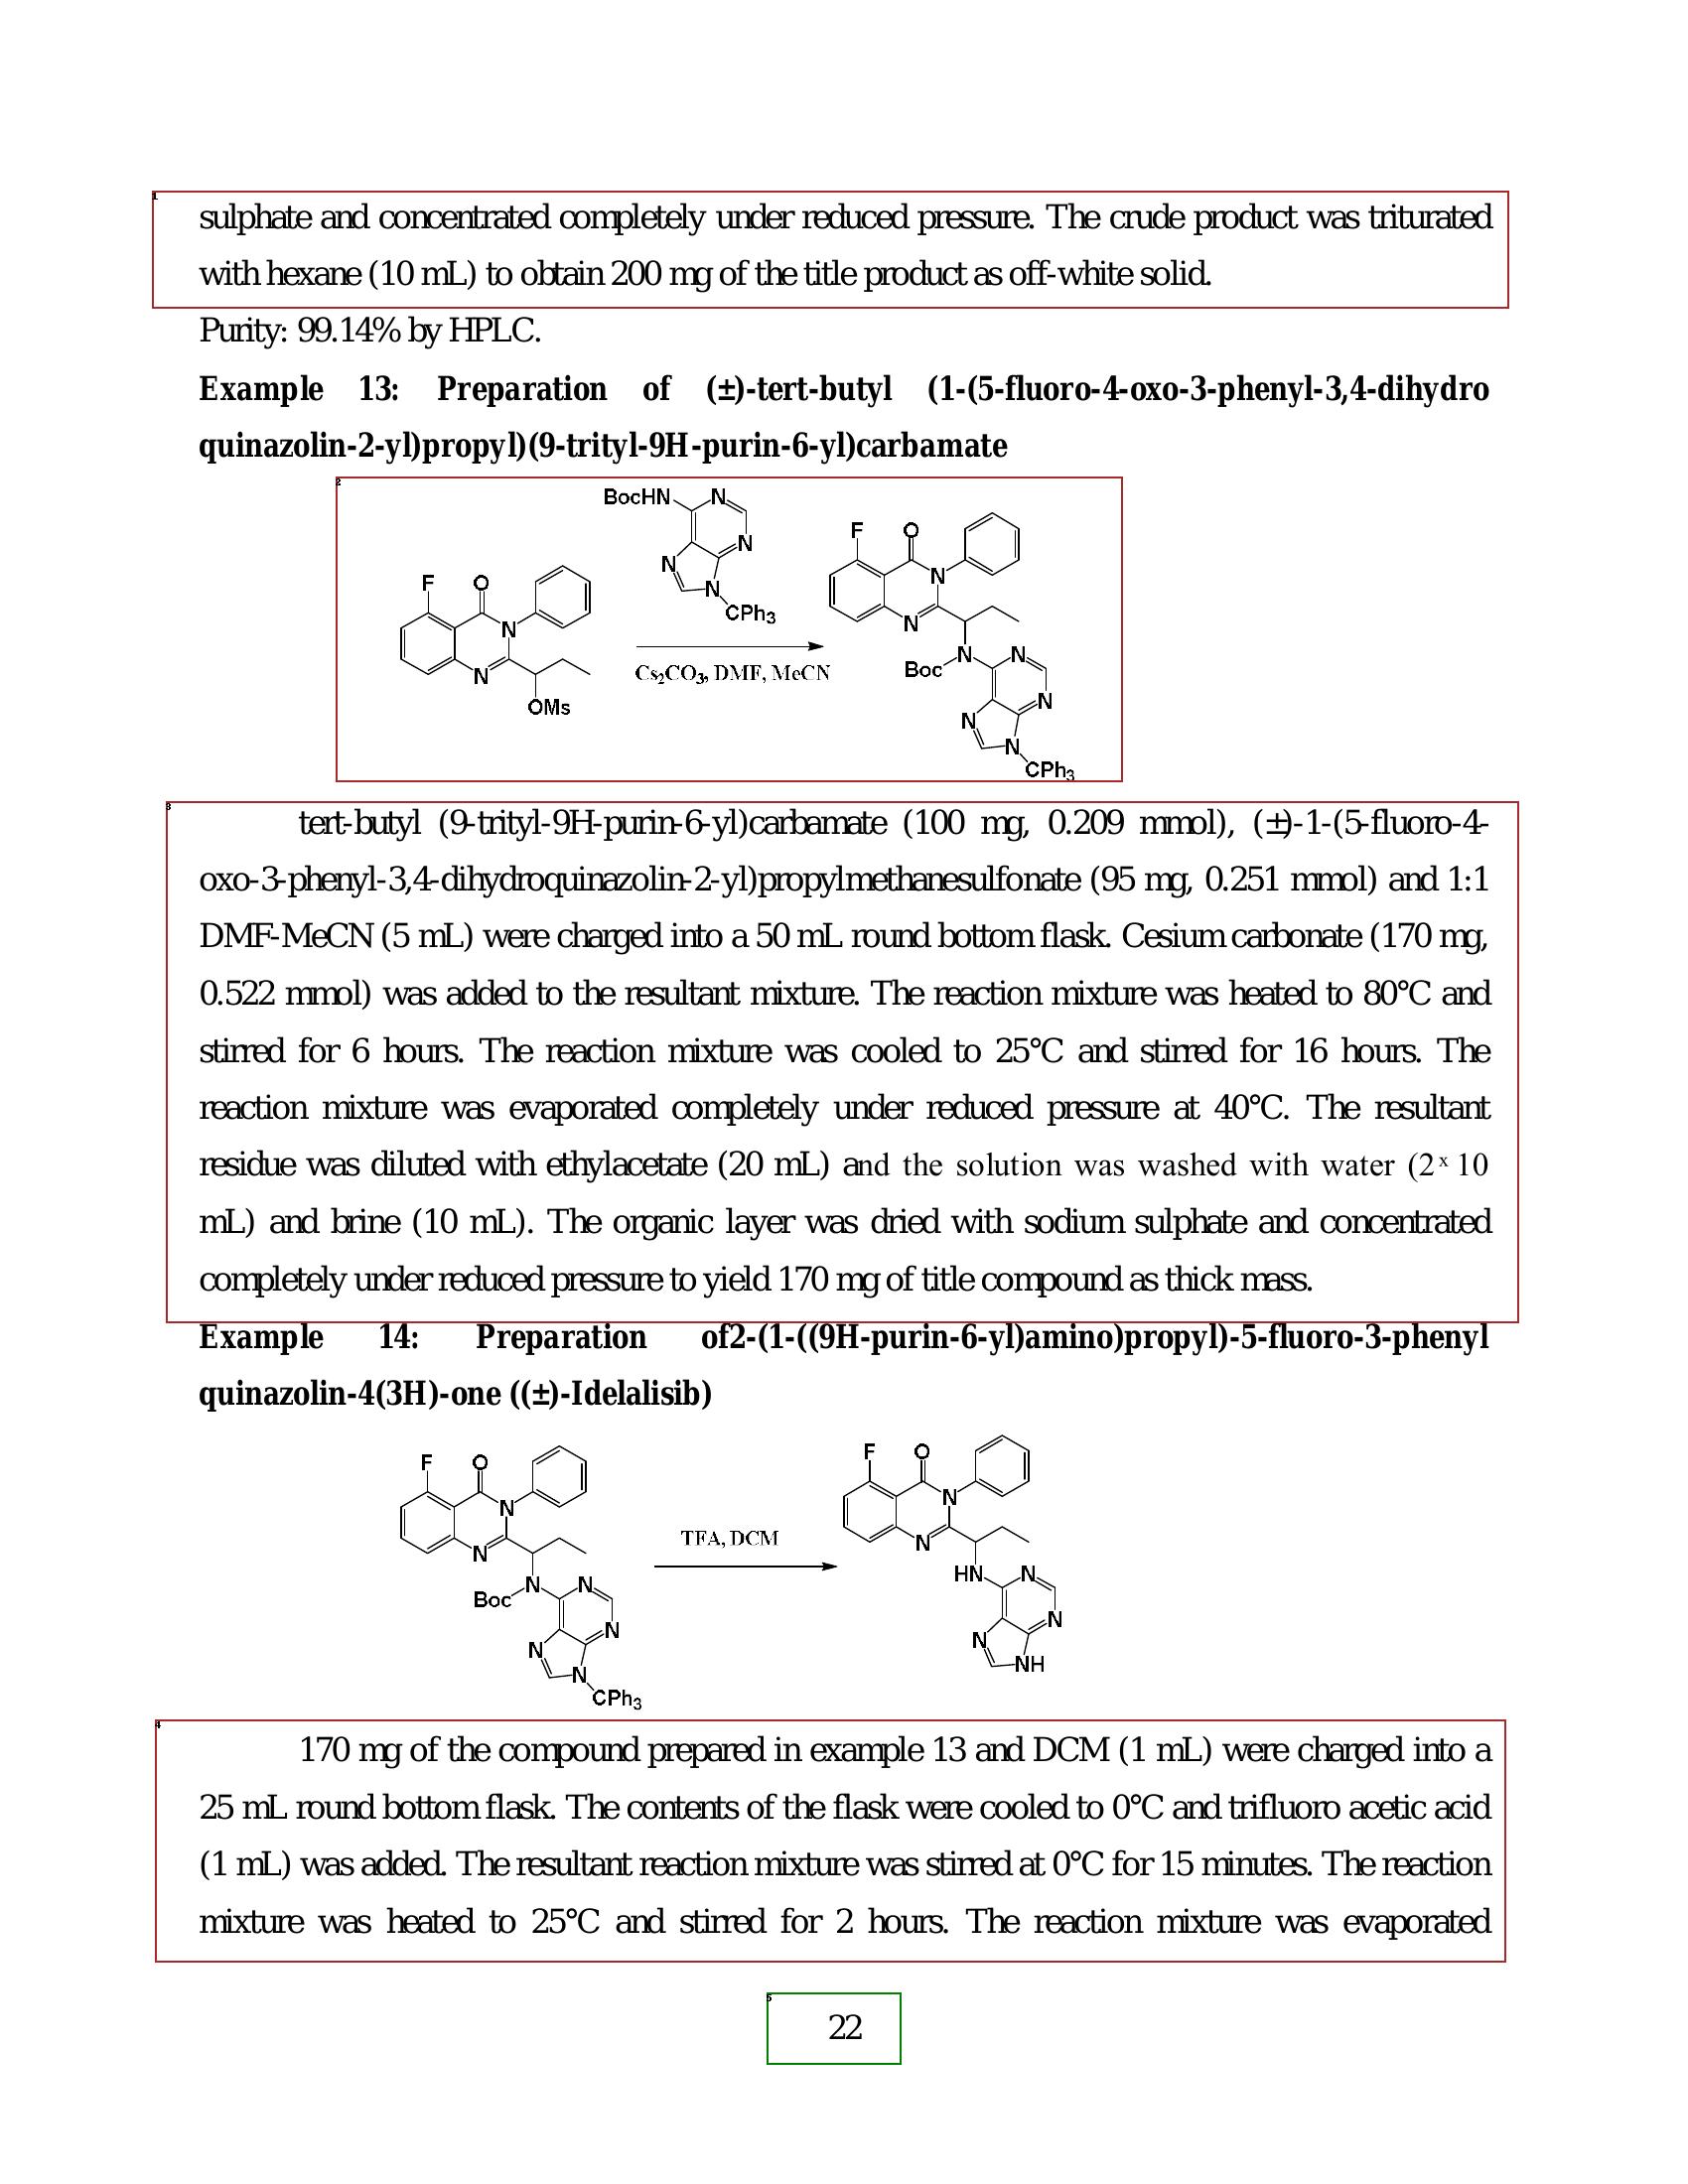 1
sulphate and concentrated completely under reduced pressure. The crude product was triturated
with hexane (10 mL) to obtain 200 mg of the title product as off-white solid.
Purity: 99.14% by HPLC.
Example 13: Preparation of (±)-tert-butyl (1-(5-fluoro-4-oxo-3-phenyl-3,4-dihydro
quinazolin-2-yl)propyl)(9-trityl-9H-purin-6-yl)carbamate
2
BocHN N
N
N
N
CPh3
F O
N
N
OMs
Cs2CO3, DMF, MeCN
F O
N
N
N
Boc
N
N
N
N
CPh3
3
tert-butyl (9-trityl-9H-purin-6-yl)carbamate (100 mg, 0.209 mmol), (±)-1-(5-fluoro-4-
oxo-3-phenyl-3,4-dihydroquinazolin-2-yl)propylmethanesulfonate (95 mg, 0.251 mmol) and 1:1
DMF-MeCN (5 mL) were charged into a 50 mL round bottom flask. Cesium carbonate (170 mg,
0.522 mmol) was added to the resultant mixture. The reaction mixture was heated to 80°C and
stirred for 6 hours. The reaction mixture was cooled to 25°C and stirred for 16 hours. The
reaction mixture was evaporated completely under reduced pressure at 40°C. The resultant
residue was diluted with ethylacetate (20 mL) and the solution was washed with water (2 x 10
mL) and brine (10 mL). The organic layer was dried with sodium sulphate and concentrated
completely under reduced pressure to yield 170 mg of title compound as thick mass.
Example 14: Preparation of2-(1-((9H-purin-6-yl)amino)propyl)-5-fluoro-3-phenyl
quinazolin-4(3H)-one ((±)-Idelalisib)
F O
N
N
N
Boc
N
N
N
N
CPh3
TFA, DCM
F O
N
N
HN
N
N
N
NH
4
170 mg of the compound prepared in example 13 and DCM (1 mL) were charged into a
25 mL round bottom flask. The contents of the flask were cooled to 0°C and trifluoro acetic acid
(1 mL) was added. The resultant reaction mixture was stirred at 0°C for 15 minutes. The reaction
mixture was heated to 25°C and stirred for 2 hours. The reaction mixture was evaporated
5
22